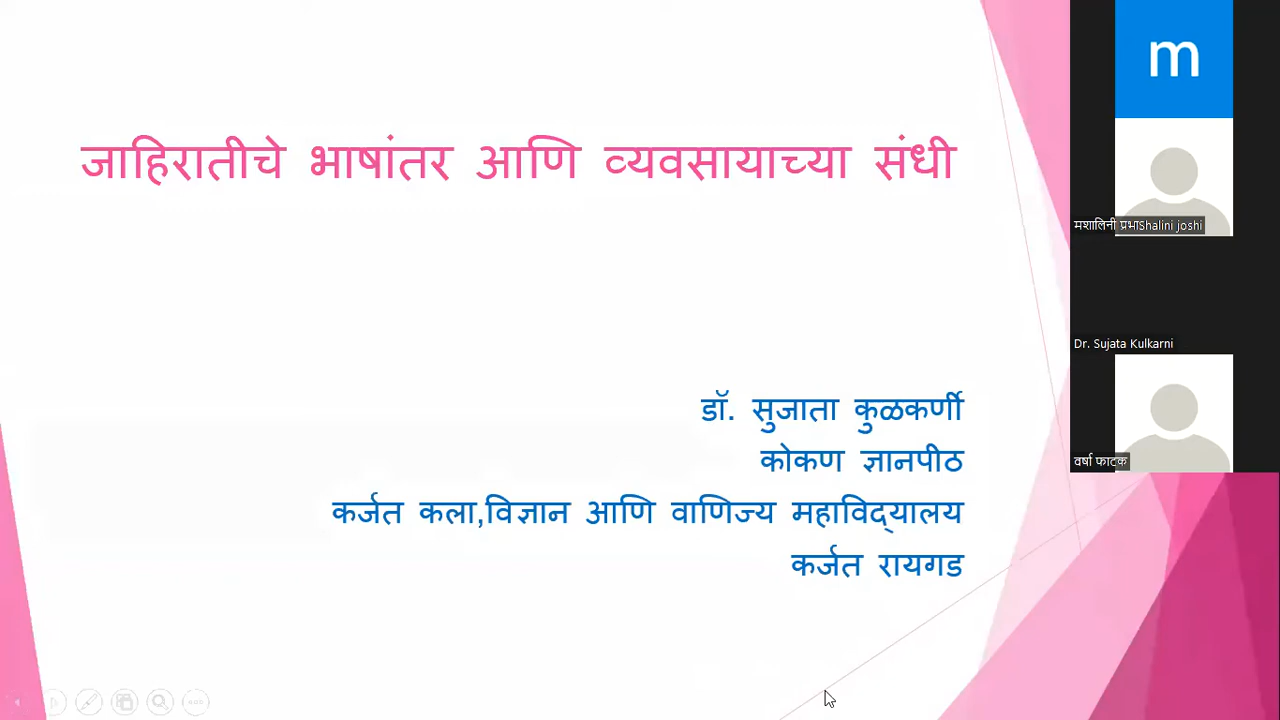 जाहिरातीचे भाषांतर आणि व्यवसायाच्या संधी
डॉ. सुजाता कुळकर्णी
कोकण ज्ञानपीठ
कर्जत कला,विज्ञान आणि वाणिज्य महाविद्यालय
कर्जत रायगड
m
मशालिनी प्रभाShalini joshi
Dr. Sujata Kulkarni
वर्षा फाटक